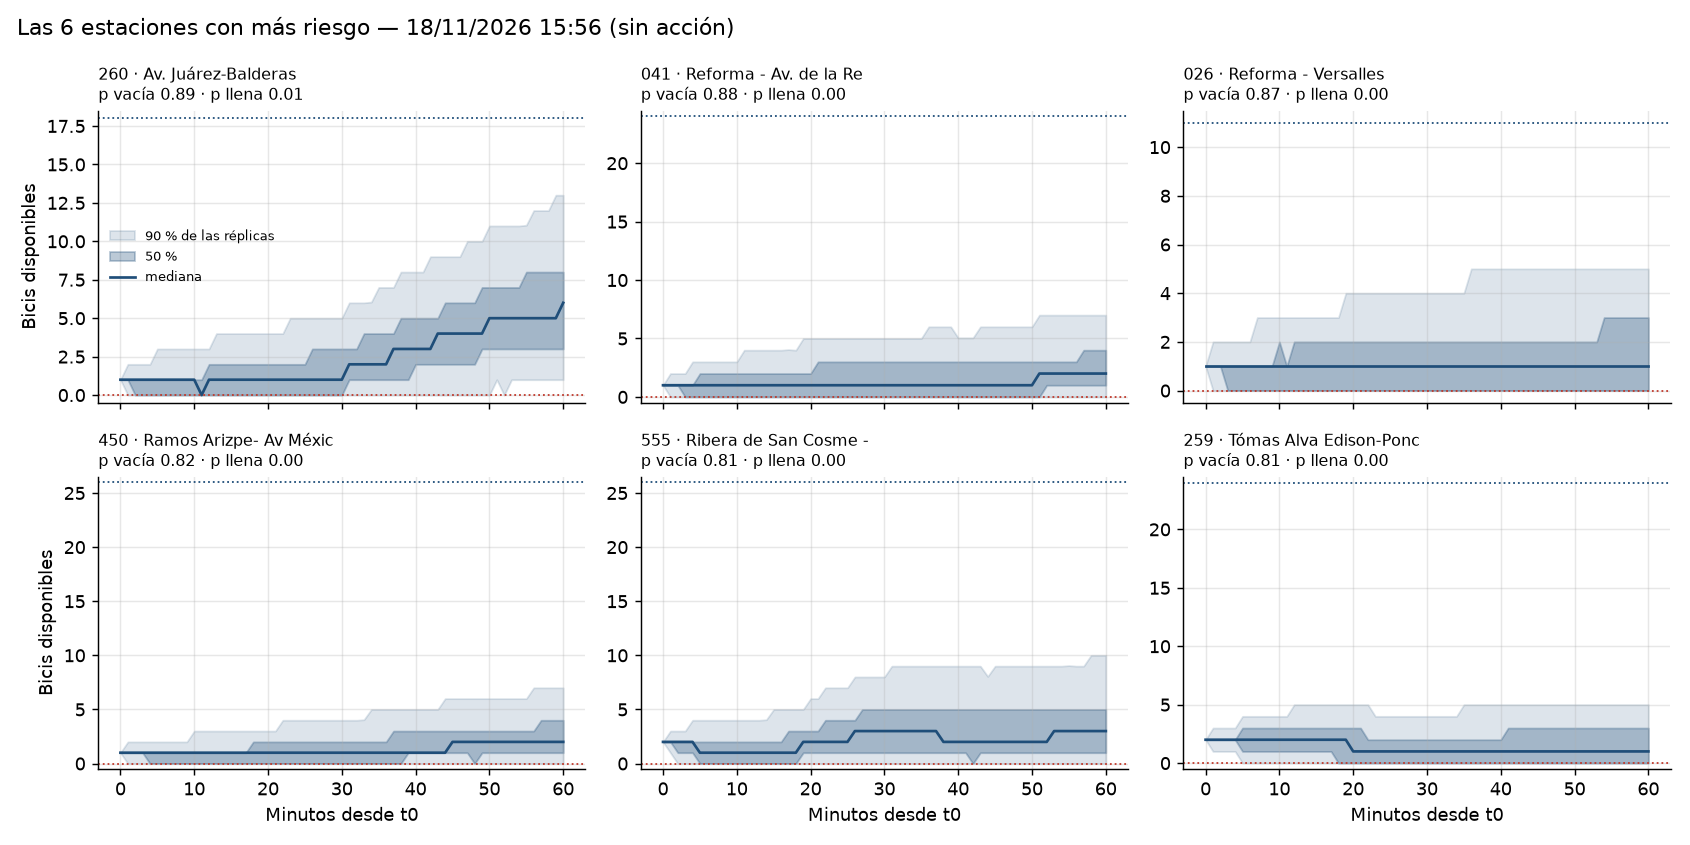 Las 6 estaciones con más riesgo — 18/11/2026 15:56 (sin acción)
260 · Av. Juárez-Balderas
p vacía 0.89 · p llena 0.01
17.5
15.0
12.5
10.0
7.5
5.0
2.5
0.0
Bicis disponibles
90 % de las réplicas
50 %
mediana
041 · Reforma - Av. de la Re
p vacía 0.88 · p llena 0.00
20
15
10
5
0
026 · Reforma - Versalles
p vacía 0.87 · p llena 0.00
10
8
6
4
2
0
450 · Ramos Arizpe- Av Méxic
p vacía 0.82 · p llena 0.00
25
20
15
10
5
0
Bicis disponibles
0 10 20 30 40 50 60
Minutos desde t0
555 · Ribera de San Cosme -
p vacía 0.81 · p llena 0.00
25
20
15
10
5
0
0 10 20 30 40 50 60
Minutos desde t0
259 · Tómas Alva Edison-Ponc
p vacía 0.81 · p llena 0.00
20
15
10
5
0
0 10 20 30 40 50 60
Minutos desde t0